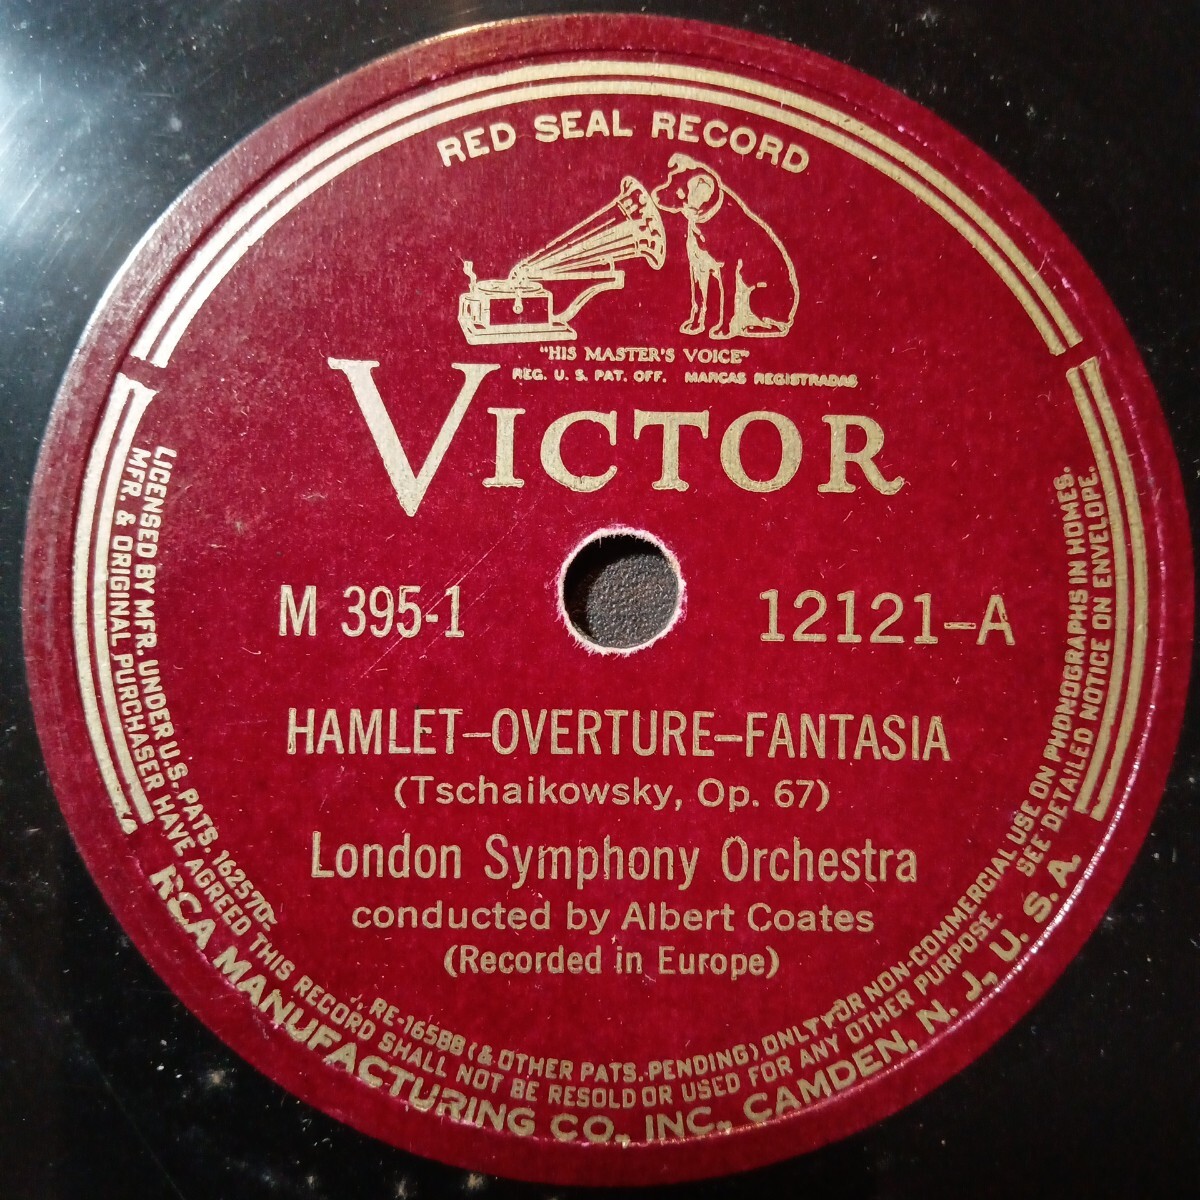 RED SEAL RECORD
"HIS MASTER'S VOICE"
REG. U. S. PAT. OFF. MARCAS REGISTRADAS
VICTOR
M 395-1
12121-A
HAMLET-OVERTURE-FANTASIA
(Tschaikowsky, Op. 67)
London Symphony Orchestra
conducted by Albert Coates
(Recorded in Europe)
LICENSED BY MFR. UNDER U.S. PATS. 1625705, RE-16588 (& OTHER PATS. PENDING) ONLY FOR NON-COMMERCIAL USE ON PHONOGRAPHS IN HOMES.
MFR. & ORIGINAL PURCHASER HAVE AGREED THIS RECORD SHALL NOT BE RESOLD OR USED FOR ANY OTHER PURPOSE. SEE DETAILED NOTICE ON ENVELOPE.
RCA MANUFACTURING CO., INC., CAMDEN, N. J., U. S. A.